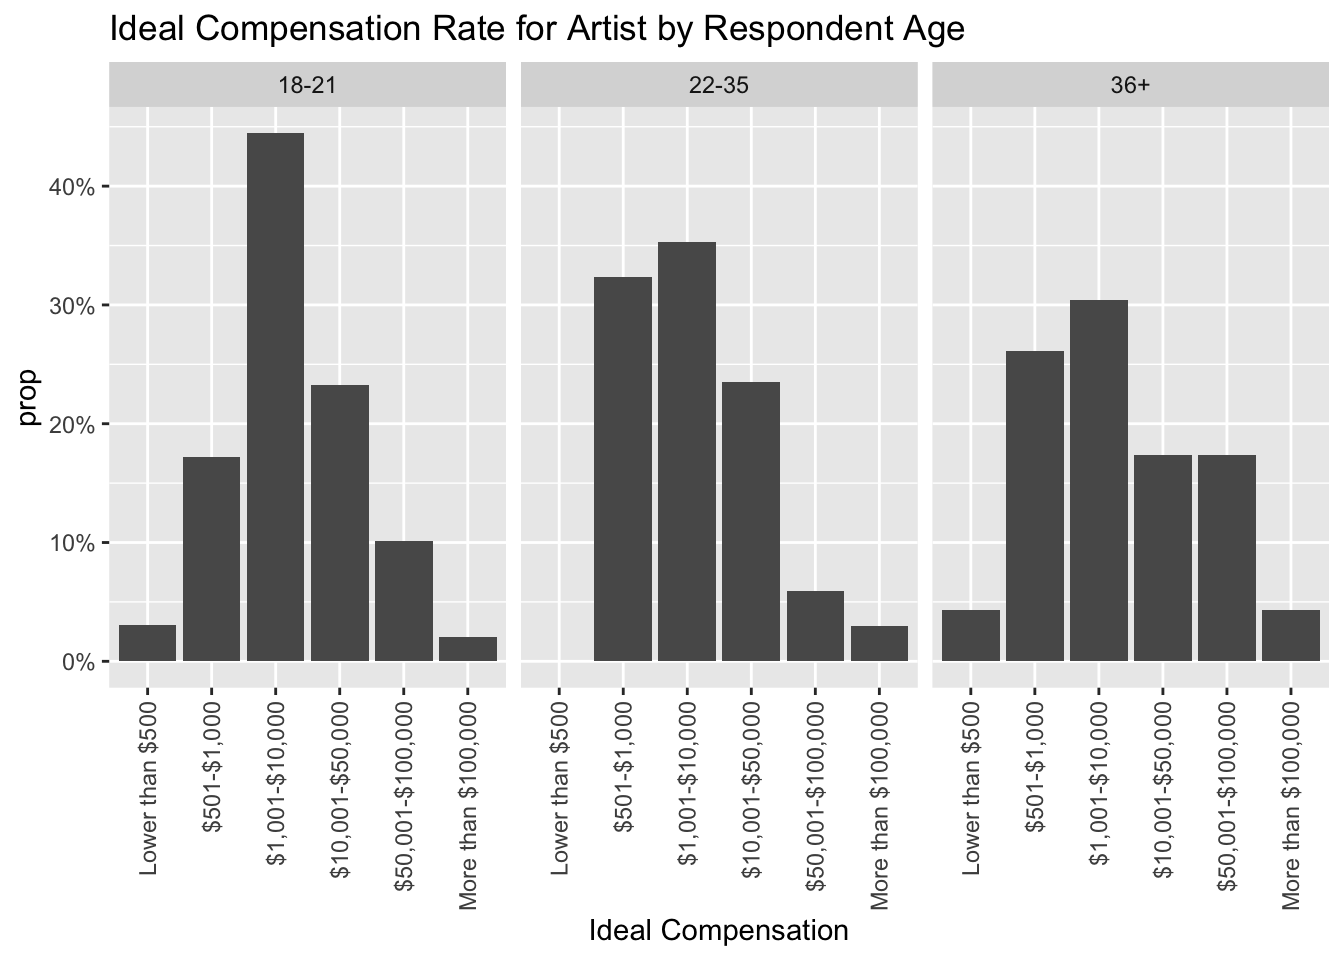 Ideal Compensation Rate for Artist by Respondent Age
18-21
22-35
36+
prop
40%
30%
20%
10%
0%
Lower than $500
$501-$1,000
$1,001-$10,000
$10,001-$50,000
$50,001-$100,000
More than $100,000
Lower than $500
$501-$1,000
$1,001-$10,000
$10,001-$50,000
$50,001-$100,000
More than $100,000
Lower than $500
$501-$1,000
$1,001-$10,000
$10,001-$50,000
$50,001-$100,000
More than $100,000
Ideal Compensation